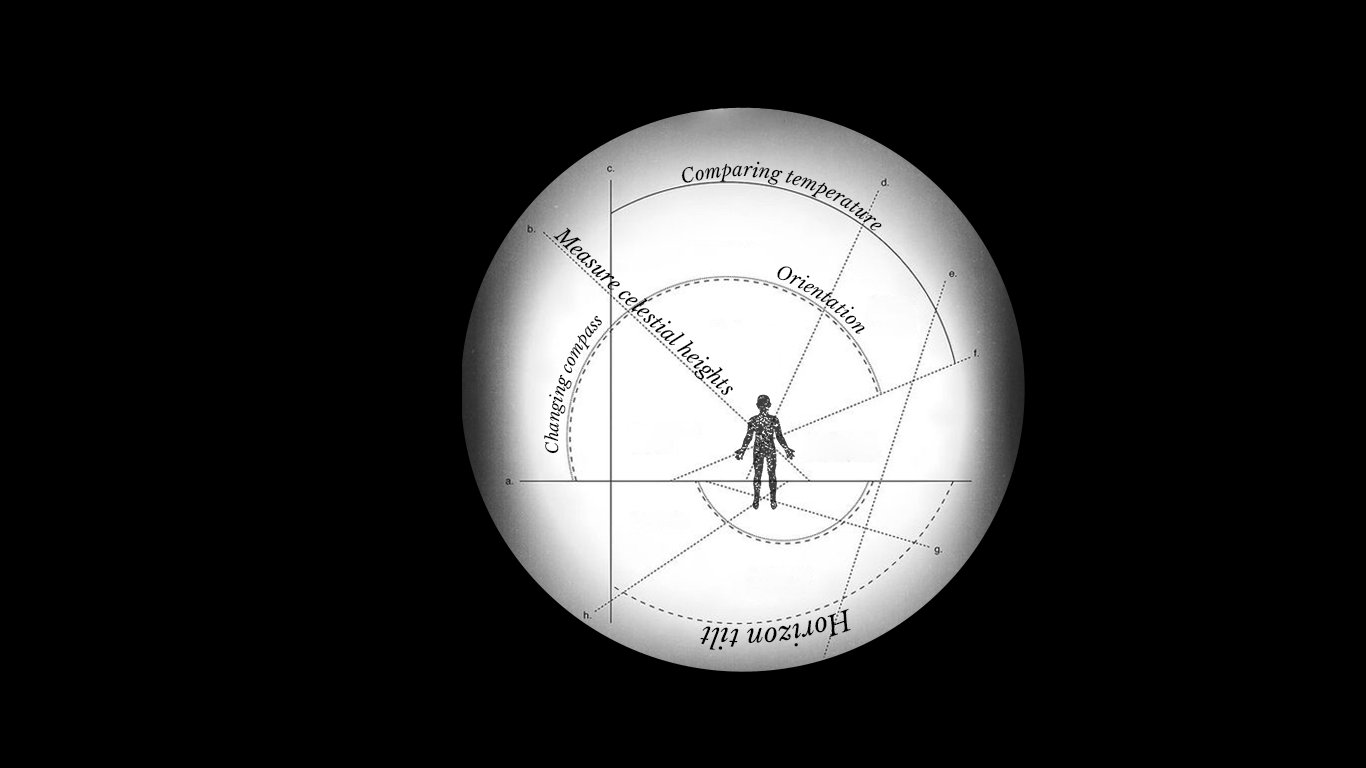 c.
Comparing temperature
d.
b.
Measure celestial heights
Orientation
e.
Changing compass
f.
a.
g.
h.
Horizon tilt